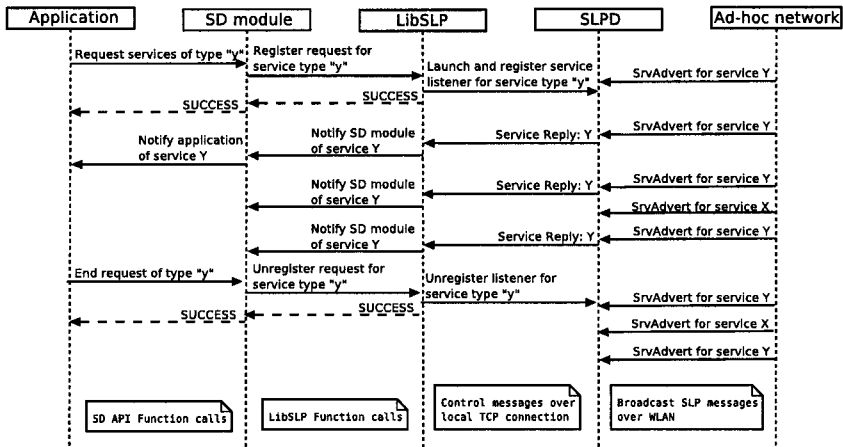 Application
SD module
LibSLP
SLPD
Ad-hoc network
Request services of type "y"
Register request for
service type "y"
Launch and register service
listener for service type "y"
SrvAdvert for service Y
SUCCESS
SUCCESS
Notify application
of service Y
Notify SD module
of service Y
Service Reply: Y
SrvAdvert for service Y
Notify SD module
of service Y
Service Reply: Y
SrvAdvert for service Y
SrvAdvert for service X
Notify SD module
of service Y
Service Reply: Y
SrvAdvert for service Y
End request of type "y"
Unregister request for
service type "y"
Unregister listener for
service type "y"
SrvAdvert for service Y
SUCCESS
SUCCESS
SrvAdvert for service X
SrvAdvert for service Y
SD API Function calls
LibSLP Function calls
Control messages over
local TCP connection
Broadcast SLP messages
over WLAN